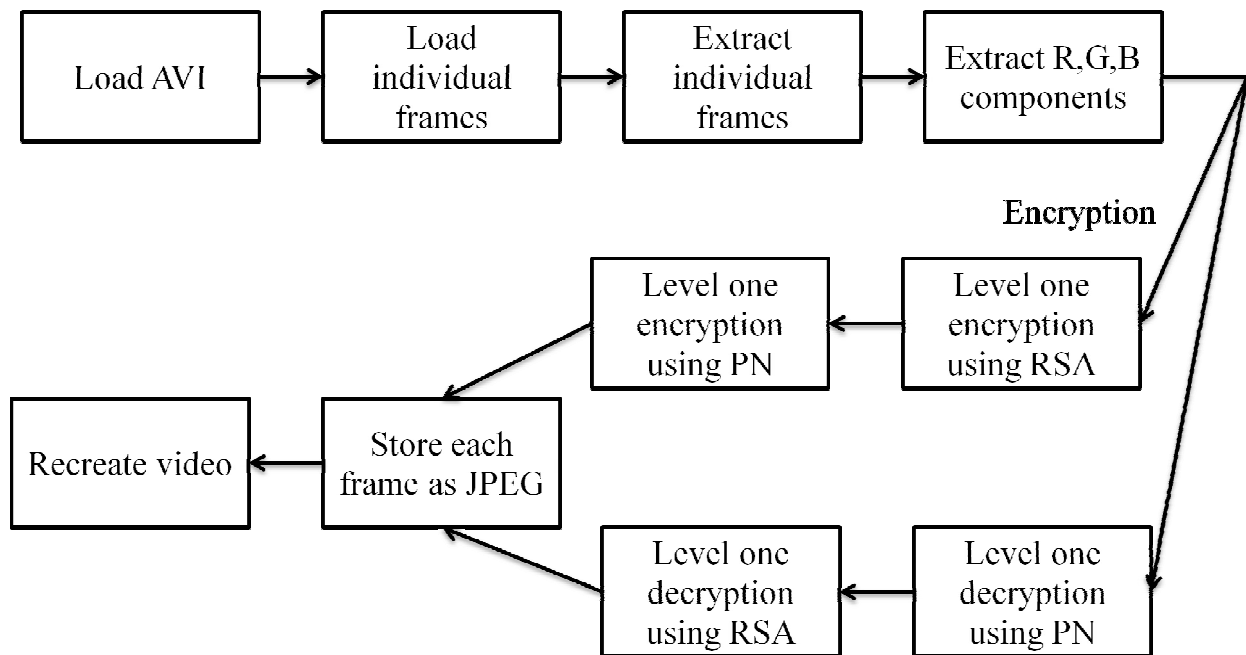 Load AVI
Load
individual
frames
Extract
individual
frames
Extract R,G,B
components
Encryption
Level one
encryption
using PN
Level one
encryption
using RSA
Recreate video
Store each
frame as JPEG
Level one
decryption
using RSA
Level one
decryption
using PN